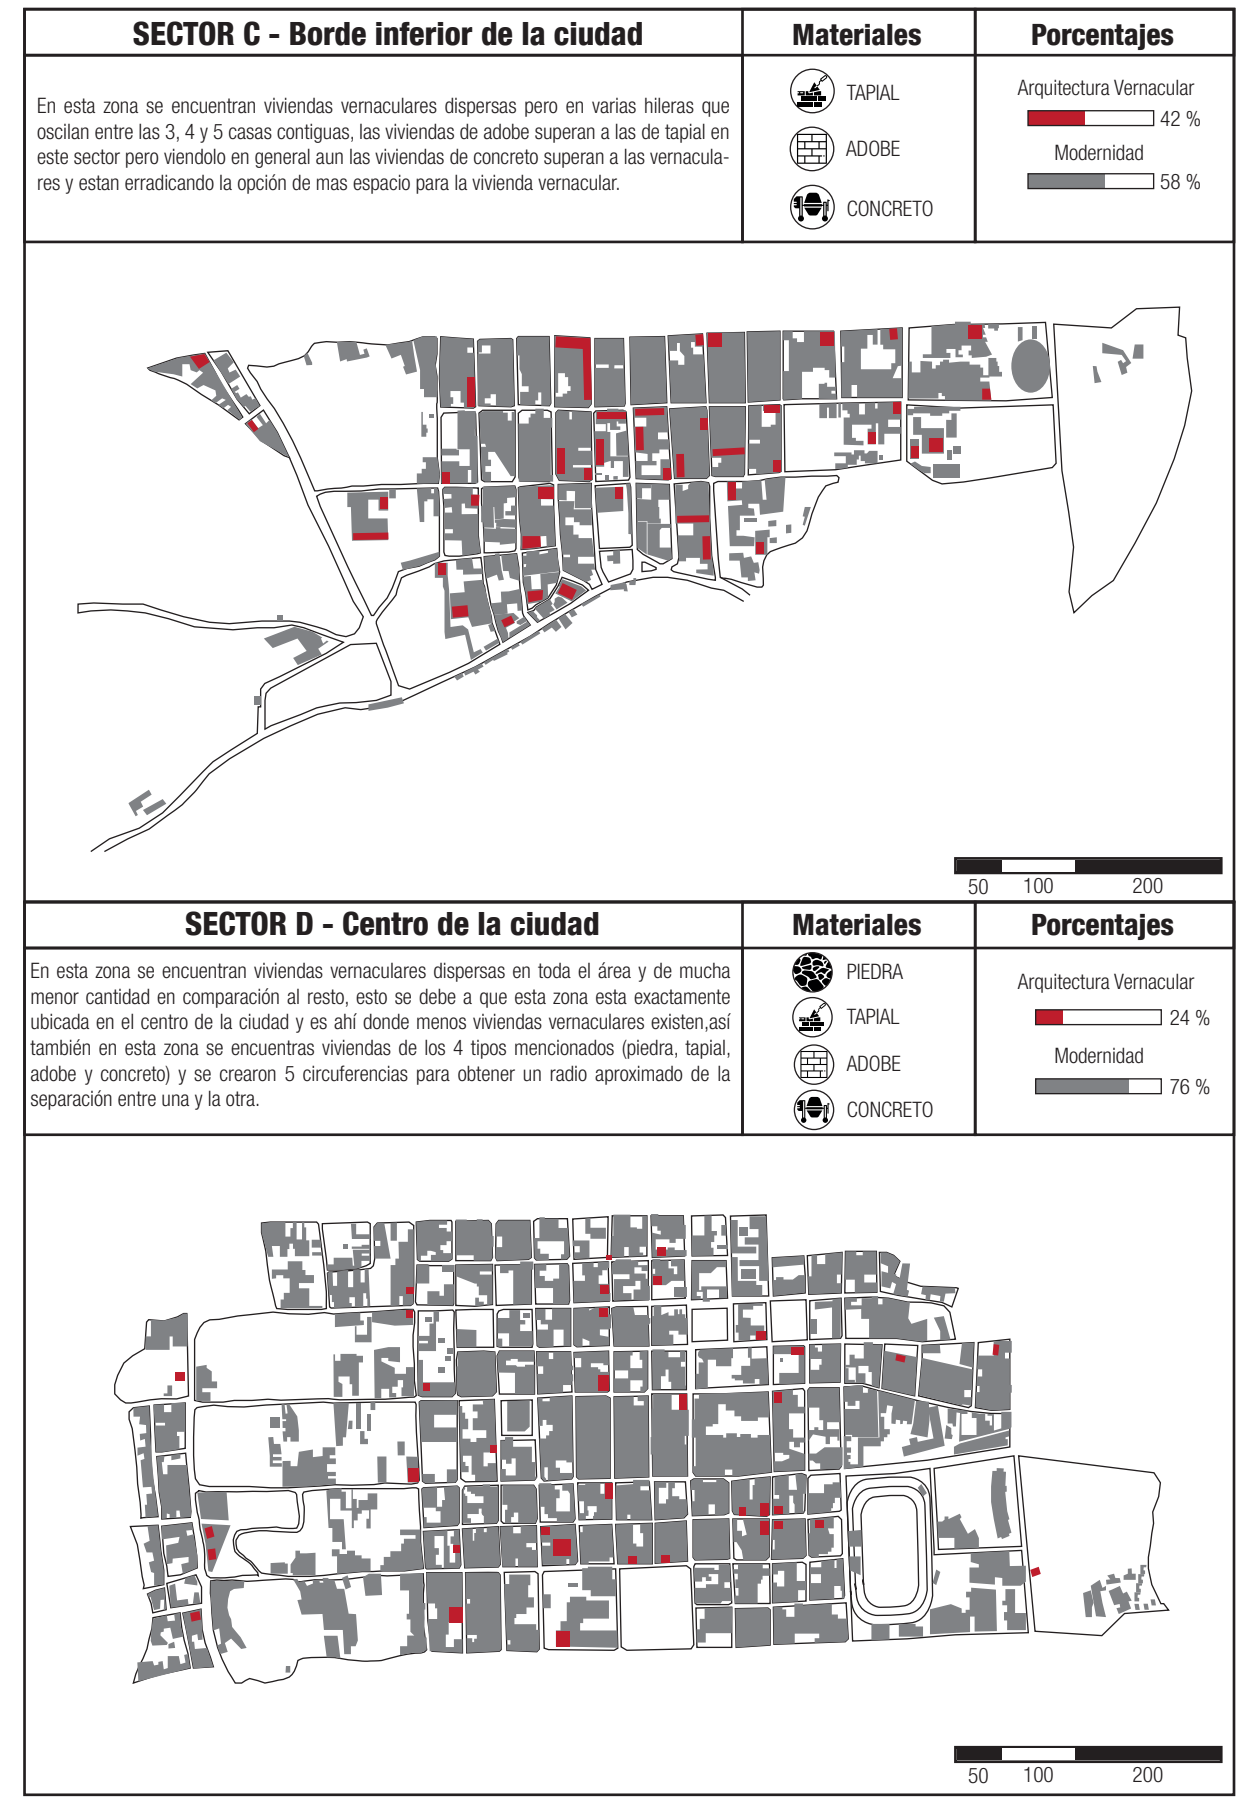 SECTOR C - Borde inferior de la ciudad
Materiales
Porcentajes
En esta zona se encuentran viviendas vernaculares dispersas pero en varias hileras que
oscilan entre las 3, 4 y 5 casas contiguas, las viviendas de adobe superan a las de tapial en
este sector pero viendolo en general aun las viviendas de concreto superan a las vernacula-
res y estan erradicando la opción de mas espacio para la vivienda vernacular.
TAPIAL
ADOBE
CONCRETO
Arquitectura Vernacular
42 %
Modernidad
58 %
50 100 200
SECTOR D - Centro de la ciudad
Materiales
Porcentajes
En esta zona se encuentran viviendas vernaculares dispersas en toda el área y de mucha
menor cantidad en comparación al resto, esto se debe a que esta zona esta exactamente
ubicada en el centro de la ciudad y es ahí donde menos viviendas vernaculares existen,así
también en esta zona se encuentras viviendas de los 4 tipos mencionados (piedra, tapial,
adobe y concreto) y se crearon 5 circuferencias para obtener un radio aproximado de la
separación entre una y la otra.
PIEDRA
TAPIAL
ADOBE
CONCRETO
Arquitectura Vernacular
24 %
Modernidad
76 %
50 100 200